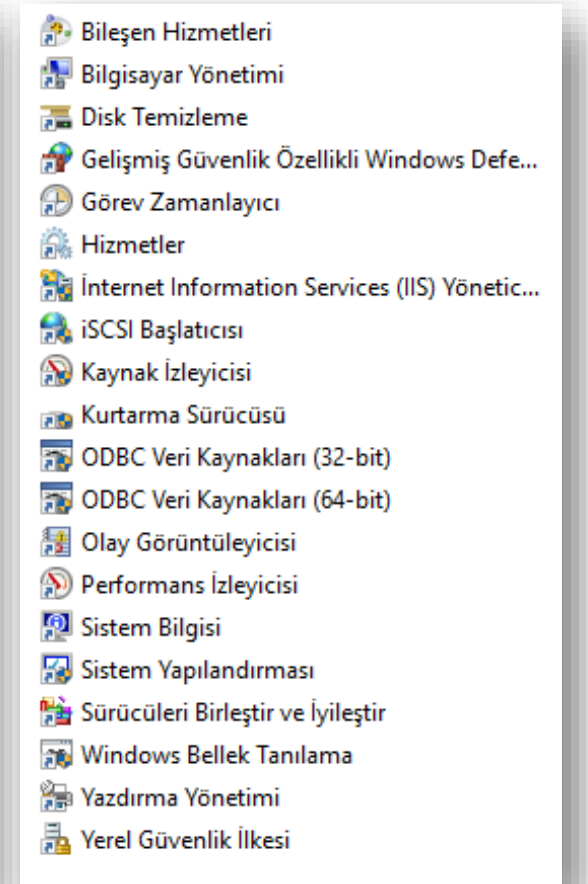 Bileşen Hizmetleri
Bilgisayar Yönetimi
Disk Temizleme
Gelişmiş Güvenlik Özellikli Windows Defe...
Görev Zamanlayıcı
Hizmetler
İnternet Information Services (IIS) Yönetic...
iSCSI Başlatıcısı
Kaynak İzleyicisi
Kurtarma Sürücüsü
ODBC Veri Kaynakları (32-bit)
ODBC Veri Kaynakları (64-bit)
Olay Görüntüleyicisi
Performans İzleyicisi
Sistem Bilgisi
Sistem Yapılandırması
Sürücüleri Birleştir ve İyileştir
Windows Bellek Tanılama
Yazdırma Yönetimi
Yerel Güvenlik İlkesi